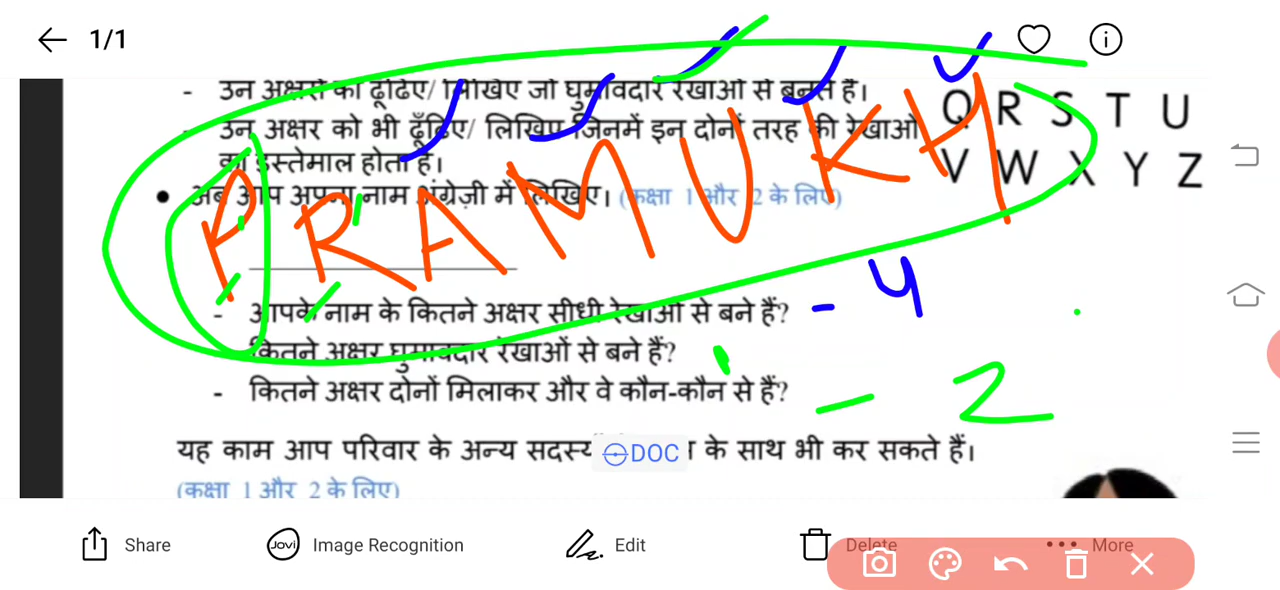 1/1
- उन अक्षरों को ढूंढिए/ लिखिए जो घुमावदार रेखाओं से बनते हैं।
- उन अक्षर को भी ढूँढिए/ लिखिए जिनमें इन दोनों तरह की रेखाओं
का इस्तेमाल होता है।
Q R S T U
V W X Y Z
• अब आप अपना नाम अंग्रेज़ी में लिखिए। (कक्षा 1 और 2 के लिए)
PRAMUKH
- आपके नाम के कितने अक्षर सीधी रेखाओं से बने हैं? - 4
कितने अक्षर घुमावदार रेखाओं से बने हैं?
- कितने अक्षर दोनों मिलाकर और वे कौन-कौन से हैं? - 2
यह काम आप परिवार के अन्य के साथ भी कर सकते हैं।
DOC
(कक्षा 1 और 2 के लिए)
Share Jovi Image Recognition Edit Delete More